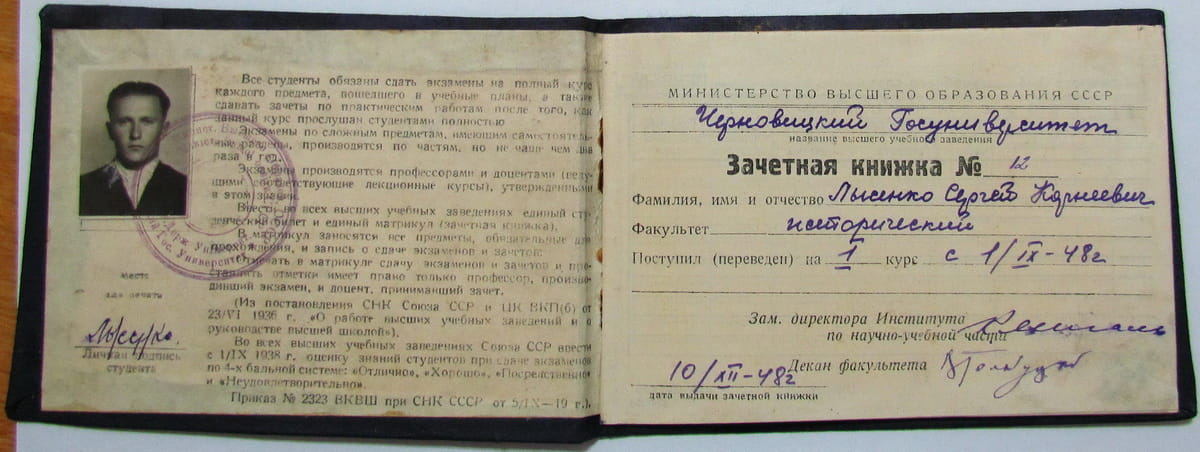 Все студенты обязаны сдать экзамены на полный курс
каждого предмета, вошедшего в учебные планы, а также
сдавать зачеты по практическим работам после того, как
данный курс прослушан студентами полностью
Экзамены по сложным предметам, имеющим самостоятель-
ные разделы, производятся по частям, но не чаще чем два
раза в год.
Экзамены производятся профессорами и доцентами (веду-
щими соответствующие лекционные курсы), утвержденными
в этом звании.
Ввести во всех высших учебных заведениях единый сту-
денческий билет и единый матрикул (зачетная книжка).
В матрикул заносятся все предметы, обязательные для
прохождения, и запись о сдаче экзаменов и зачетов.
Отмечать в матрикуле сдачу экзаменов и зачетов и про-
ставлять отметки имеет право только профессор, произво-
дивший экзамен, и доцент, принимавший зачет.
(Из постановления СНК Союза ССР и ЦК ВКП(б) от
23/VI 1936 г. «О работе высших учебных заведений и о
руководстве высшей школой»).
Во всех высших учебных заведениях Союза ССР ввести
с 1/IX 1938 г. оценку знаний студентов при сдаче экзаменов
по 4-х бальной системе: «Отлично», «Хорошо», «Посредственно»
и «Неудовлетворительно».
Приказ № 2323 ВКВШ при СНК СССР от 5/IX—19 г.).
место
для печати
Лысенко.
Личная подпись
студента
МИНИСТЕРСТВО ВЫСШЕГО ОБРАЗОВАНИЯ СССР
Черновицкий Госуниверситет
название высшего учебного заведения
Зачетная книжка № 12
Фамилия, имя и отчество Лысенко Сергей Корнеевич
Факультет исторический
Поступил (переведен) на I курс с 1/IX-48г
Зам. директора Института
по научно-учебной части
Декан факультета
10/XII-48г
дата выдачи зачетной книжки